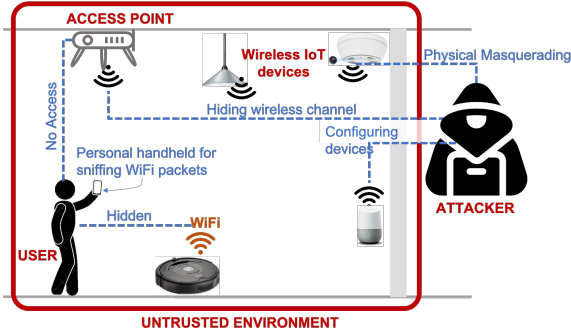 ACCESS POINT
Wireless IoT
devices
Physical Masquerading
Hiding wireless channel
No Access
Configuring
devices
Personal handheld for
sniffing WiFi packets
Hidden
WiFi
USER
ATTACKER
UNTRUSTED ENVIRONMENT